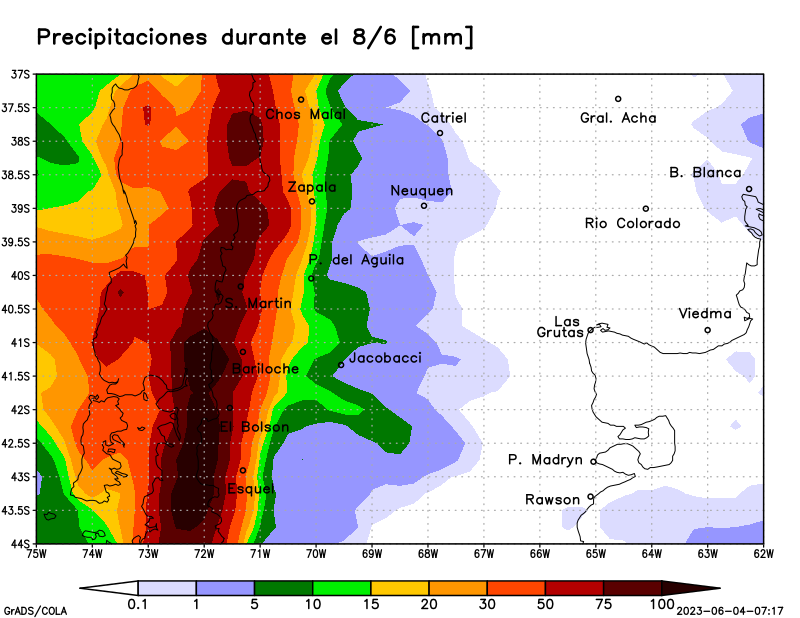 Precipitaciones durante el 8/6 [mm]
37S
37.5S
Chos Malal
Catriel
Gral. Acha
38S
38.5S
B. Blanca
Zapala
Neuquen
39S
Rio Colorado
39.5S
P. del Aguila
40S
40.5S
S. Martin
Viedma
Las
Grutas
41S
Jacobacci
Bariloche
41.5S
42S
El Bolson
42.5S
P. Madryn
43S
Esquel
Rawson
43.5S
44S
75W 74W 73W 72W 71W 70W 69W 68W 67W 66W 65W 64W 63W 62W
0.1 1 5 10 15 20 30 50 75 100
GrADS/COLA
2023-06-04-07:17